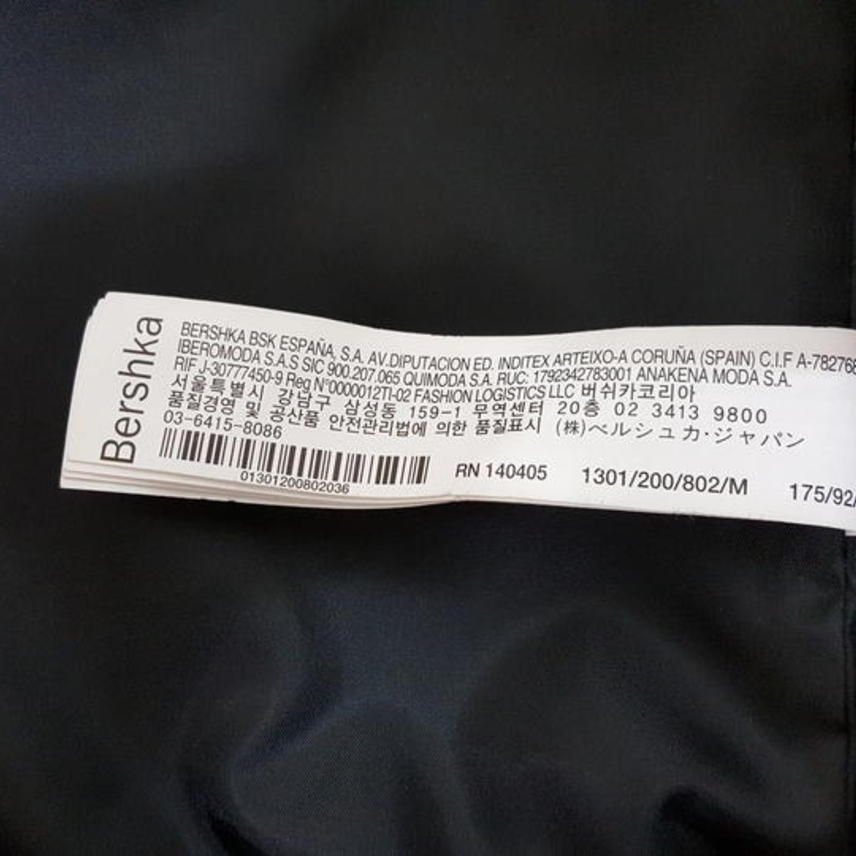 Bershka
BERSHKA BSK ESPAÑA, S.A. AV.DIPUTACION ED. INDITEX ARTEIXO-A CORUÑA (SPAIN) C.I.F A-78276
IBEROMODA S.A.S SIC 900.207.065 QUIMODA S.A. RUC: 1792342783001 ANAKENA MODA S.A.
RIF J-30777450-9 Reg N°0000012TI-02 FASHION LOGISTICS LLC 버쉬카코리아
서울특별시 강남구 삼성동 159-1 무역센터 20층 02 3413 9800
품질경영 및 공산품 안전관리법에 의한 품질표시 (株)ベルシュカ・ジャパン
03-6415-8086
01301200802036
RN 140405 1301/200/802/M 175/92/